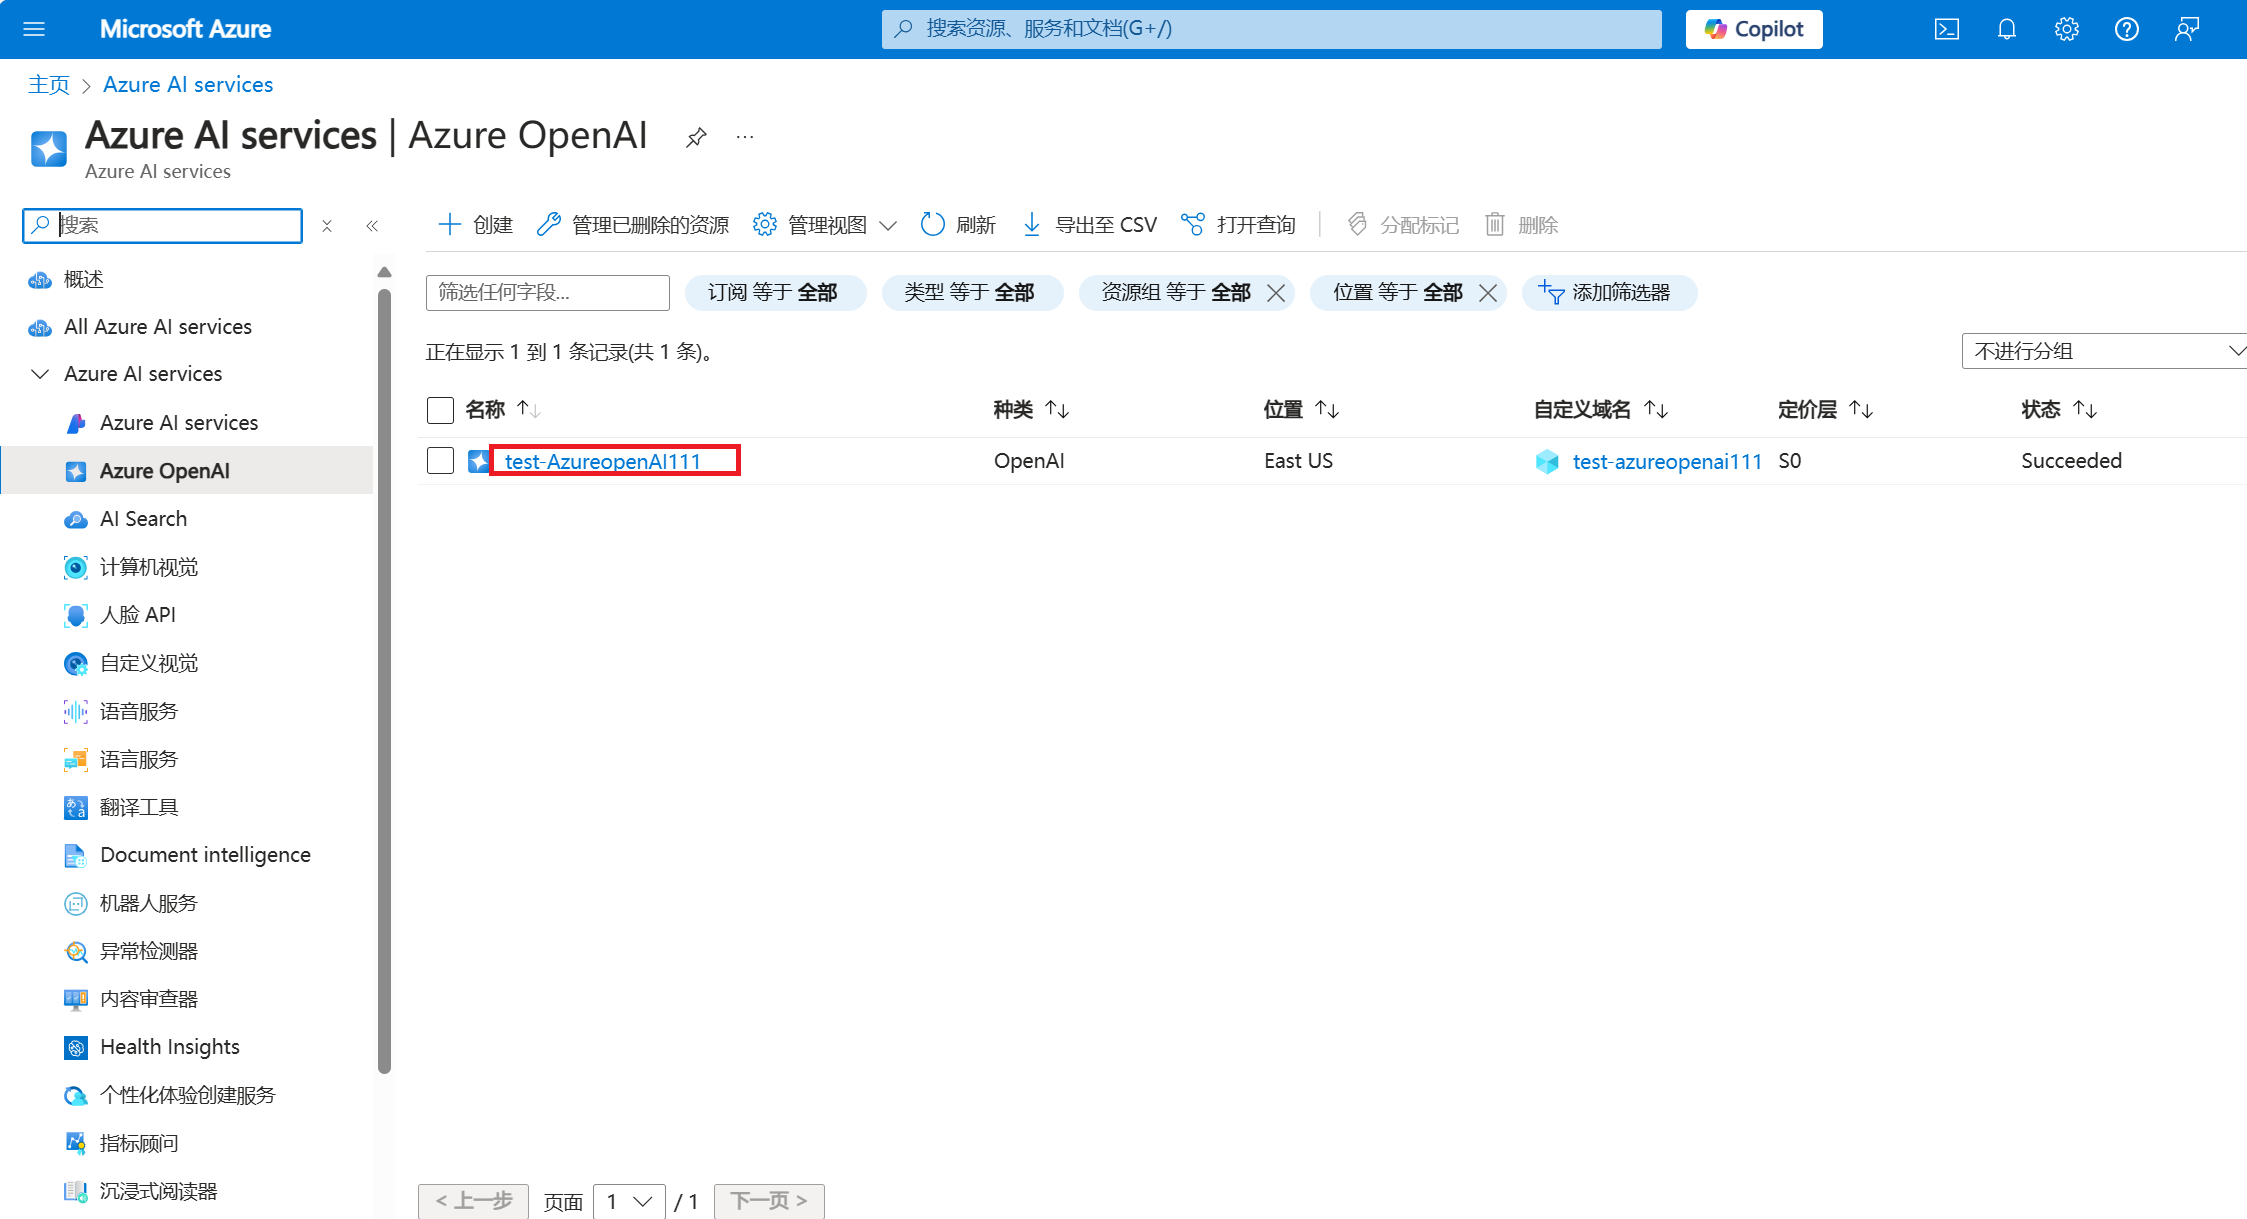 Microsoft Azure
搜索资源、服务和文档(G+/)
Copilot
主页 > Azure AI services
Azure AI services | Azure OpenAI
...
Azure AI services
搜索
创建
管理已删除的资源
管理视图
刷新
导出至 CSV
打开查询
分配标记
删除
概述
All Azure AI services
Azure AI services
Azure AI services
Azure OpenAI
AI Search
计算机视觉
人脸 API
自定义视觉
语音服务
语言服务
翻译工具
Document intelligence
机器人服务
异常检测器
内容审查器
Health Insights
个性化体验创建服务
指标顾问
沉浸式阅读器
筛选任何字段...
订阅 等于 全部
类型 等于 全部
资源组 等于 全部
位置 等于 全部
添加筛选器
正在显示 1 到 1 条记录(共 1 条)。
不进行分组
名称 种类 位置 自定义域名 定价层 状态
test-AzureopenAI111 OpenAI East US test-azureopenai111 S0 Succeeded
< 上一步 页面 1 / 1 下一页 >